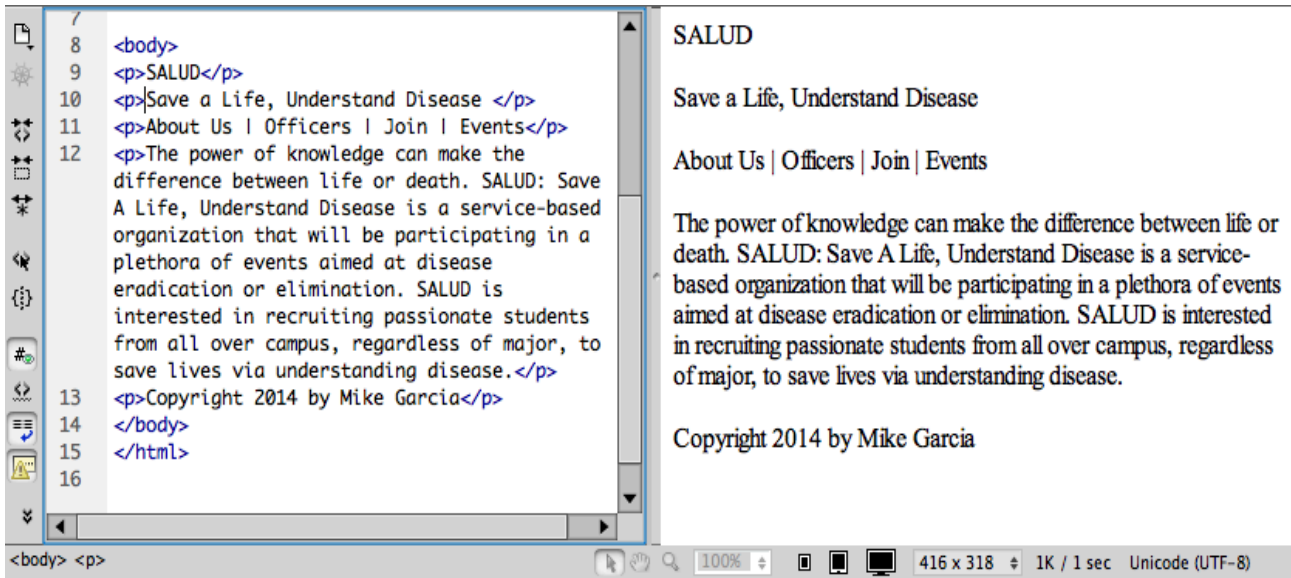 7
8 <body>
9 <p>SALUD</p>
10 <p>Save a Life, Understand Disease </p>
11 <p>About Us | Officers | Join | Events</p>
12 <p>The power of knowledge can make the
difference between life or death. SALUD: Save
A Life, Understand Disease is a service-based
organization that will be participating in a
plethora of events aimed at disease
eradication or elimination. SALUD is
interested in recruiting passionate students
from all over campus, regardless of major, to
save lives via understanding disease.</p>
13 <p>Copyright 2014 by Mike Garcia</p>
14 </body>
15 </html>
16
SALUD
Save a Life, Understand Disease
About Us | Officers | Join | Events
The power of knowledge can make the difference between life or
death. SALUD: Save A Life, Understand Disease is a service-
based organization that will be participating in a plethora of events
aimed at disease eradication or elimination. SALUD is interested
in recruiting passionate students from all over campus, regardless
of major, to save lives via understanding disease.
Copyright 2014 by Mike Garcia
<body> <p> 100% 416 x 318 1K / 1 sec Unicode (UTF-8)